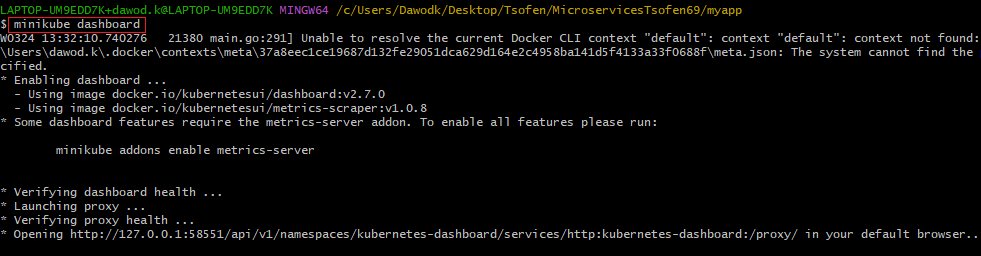 LAPTOP-UM9EDD7K+dawod.k@LAPTOP-UM9EDD7K MINGW64 /c/Users/Dawodk/Desktop/Tsofen/MicroservicesTsofen69/myapp
$ minikube dashboard
W0324 13:32:10.740276   21380 main.go:291] Unable to resolve the current Docker CLI context "default": context "default": context not found:
\Users\dawod.k\.docker\contexts\meta\37a8eec1ce19687d132fe29051dca629d164e2c4958ba141d5f4133a33f0688f\meta.json: The system cannot find the
cified.
* Enabling dashboard ...
  - Using image docker.io/kubernetesui/dashboard:v2.7.0
  - Using image docker.io/kubernetesui/metrics-scraper:v1.0.8
* Some dashboard features require the metrics-server addon. To enable all features please run:
        minikube addons enable metrics-server
* Verifying dashboard health ...
* Launching proxy ...
* Verifying proxy health ...
* Opening http://127.0.0.1:58551/api/v1/namespaces/kubernetes-dashboard/services/http:kubernetes-dashboard:/proxy/ in your default browser..